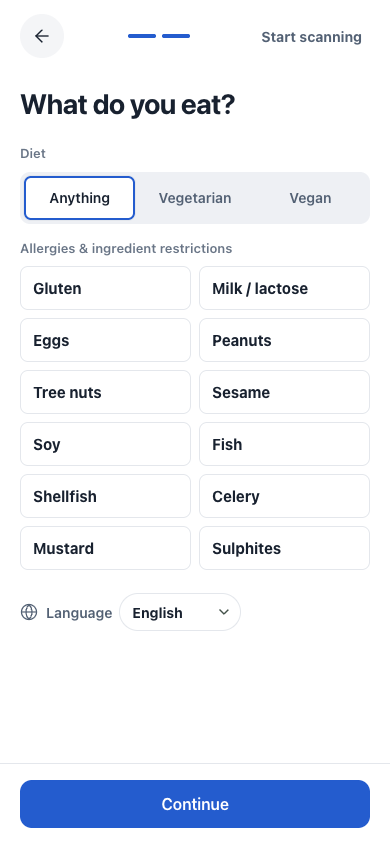 Start scanning
What do you eat?
Diet
Anything Vegetarian Vegan
Allergies & ingredient restrictions
Gluten Milk / lactose
Eggs Peanuts
Tree nuts Sesame
Soy Fish
Shellfish Celery
Mustard Sulphites
Language English
Continue